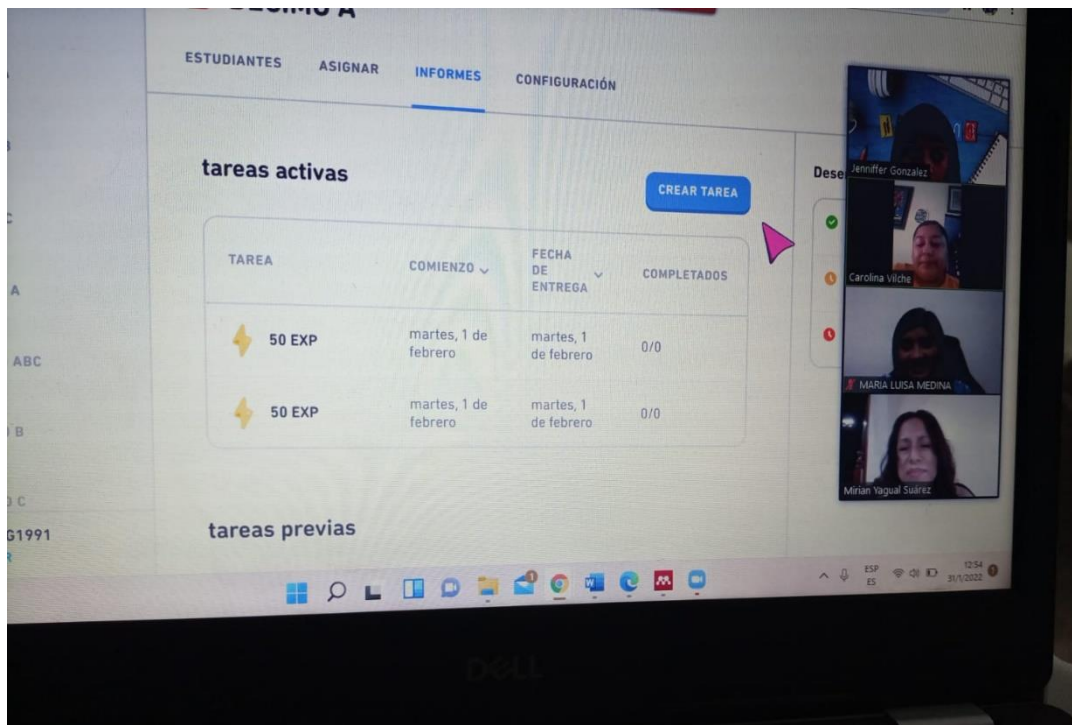 DÉCIMO A
ESTUDIANTES ASIGNAR INFORMES CONFIGURACIÓN
tareas activas
CREAR TAREA
TAREA
COMIENZO
FECHA
DE
ENTREGA
COMPLETADOS
50 EXP
martes, 1 de
febrero
martes, 1
de febrero
0/0
50 EXP
martes, 1 de
febrero
martes, 1
de febrero
0/0
tareas previas
Dese
Jenniffer Gonzalez
Carolina Vilche
MARIA LUISA MEDINA
Mirian Yagual Suárez
A
ABC
B
C
G1991
ESP
ES
12:54
31/1/2022
DELL